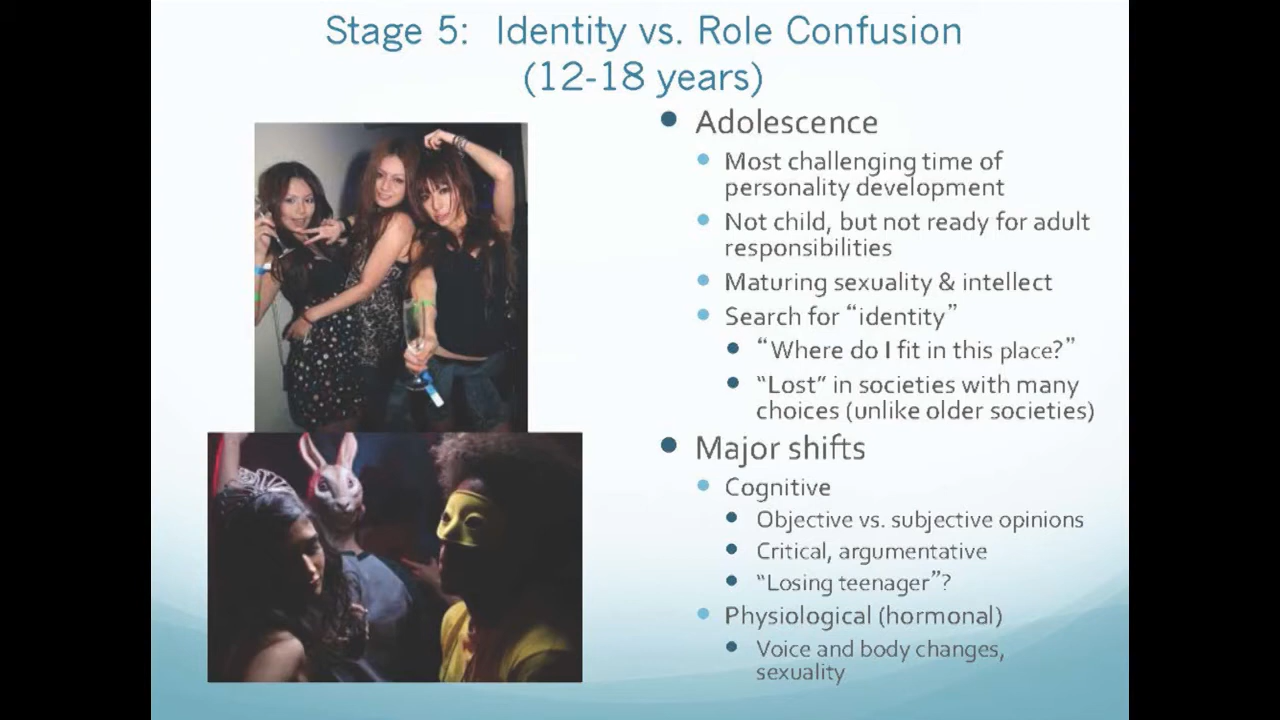 Stage 5: Identity vs. Role Confusion
(12-18 years)
Adolescence
Most challenging time of
personality development
Not child, but not ready for adult
responsibilities
Maturing sexuality & intellect
Search for “identity”
“Where do I fit in this place?”
“Lost” in societies with many
choices (unlike older societies)
Major shifts
Cognitive
Objective vs. subjective opinions
Critical, argumentative
“Losing teenager”?
Physiological (hormonal)
Voice and body changes,
sexuality